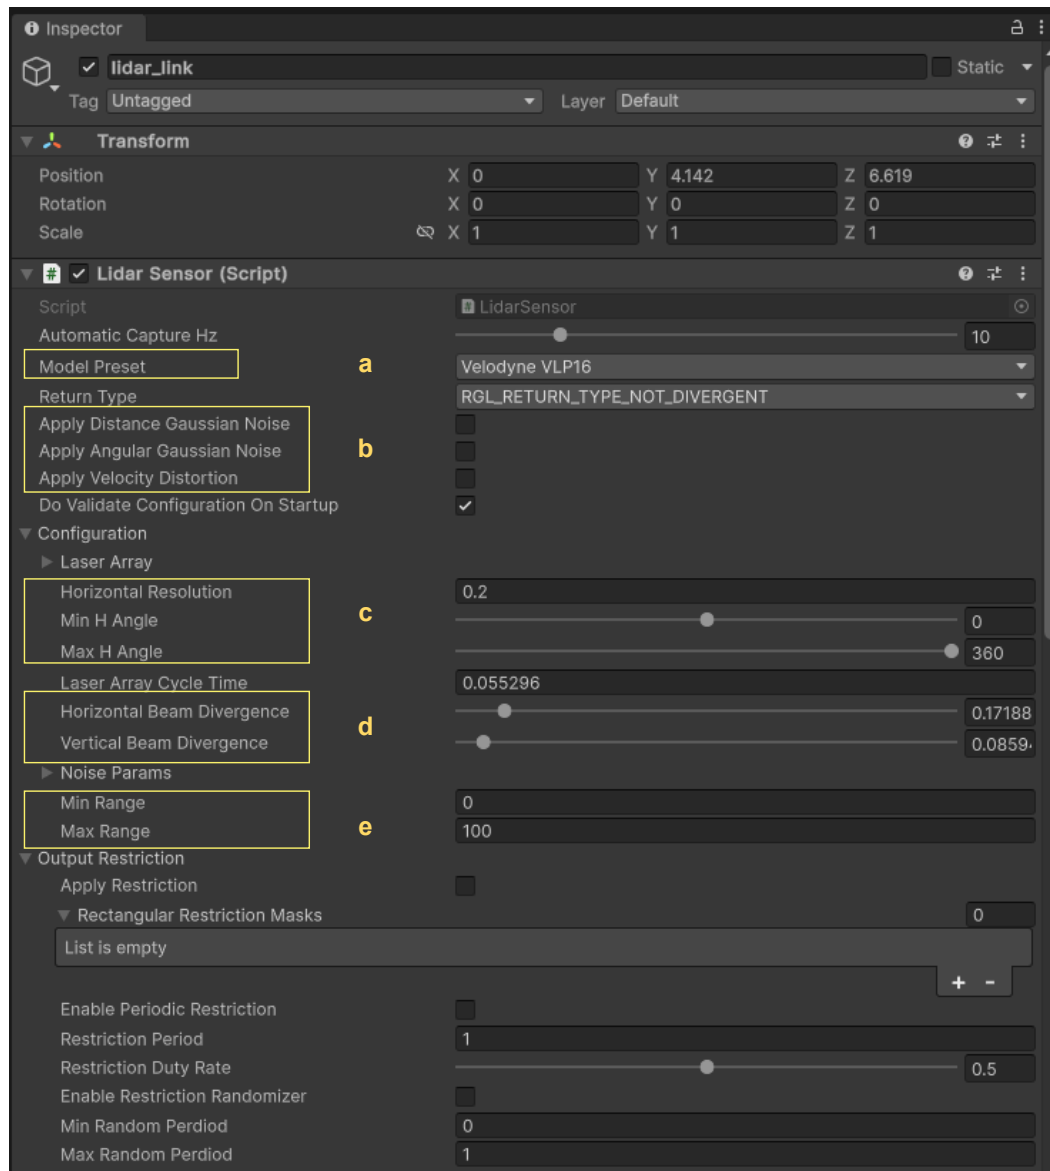 Inspector
lidar_link Static
Tag Untagged Layer Default
Transform
Position X 0 Y 4.142 Z 6.619
Rotation X 0 Y 0 Z 0
Scale X 1 Y 1 Z 1
# Lidar Sensor (Script)
Script # LidarSensor
Automatic Capture Hz 10
Model Preset a Velodyne VLP16
Return Type RGL_RETURN_TYPE_NOT_DIVERGENT
Apply Distance Gaussian Noise
Apply Angular Gaussian Noise b
Apply Velocity Distortion
Do Validate Configuration On Startup
Configuration
Laser Array
Horizontal Resolution 0.2
Min H Angle c 0
Max H Angle 360
Laser Array Cycle Time 0.055296
Horizontal Beam Divergence d 0.17188
Vertical Beam Divergence 0.0859
Noise Params
Min Range 0
Max Range e 100
Output Restriction
Apply Restriction
Rectangular Restriction Masks 0
List is empty
+ -
Enable Periodic Restriction
Restriction Period 1
Restriction Duty Rate 0.5
Enable Restriction Randomizer
Min Random Perdiod 0
Max Random Perdiod 1